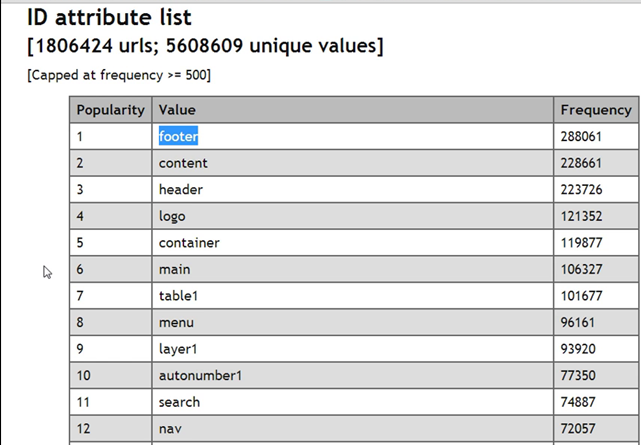 ID attribute list
[1806424 urls; 5608609 unique values]
[Capped at frequency >= 500]
Popularity Value Frequency
1 footer 288061
2 content 228661
3 header 223726
4 logo 121352
5 container 119877
6 main 106327
7 table1 101677
8 menu 96161
9 layer1 93920
10 autonumber1 77350
11 search 74887
12 nav 72057